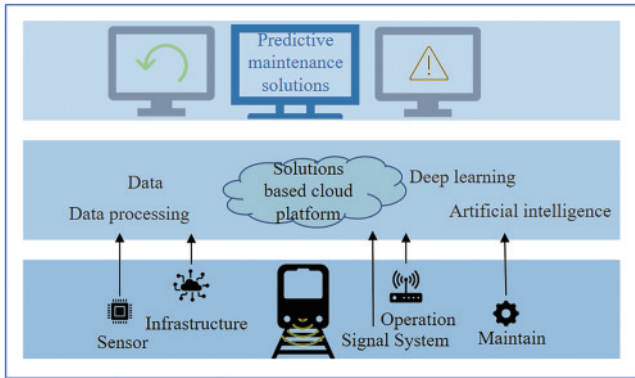 Predictive
maintenance
solutions
Solutions
based cloud
platform
Data
Data processing
Deep learning
Artificial intelligence
Sensor
Infrastructure
Operation
Signal System
Maintain